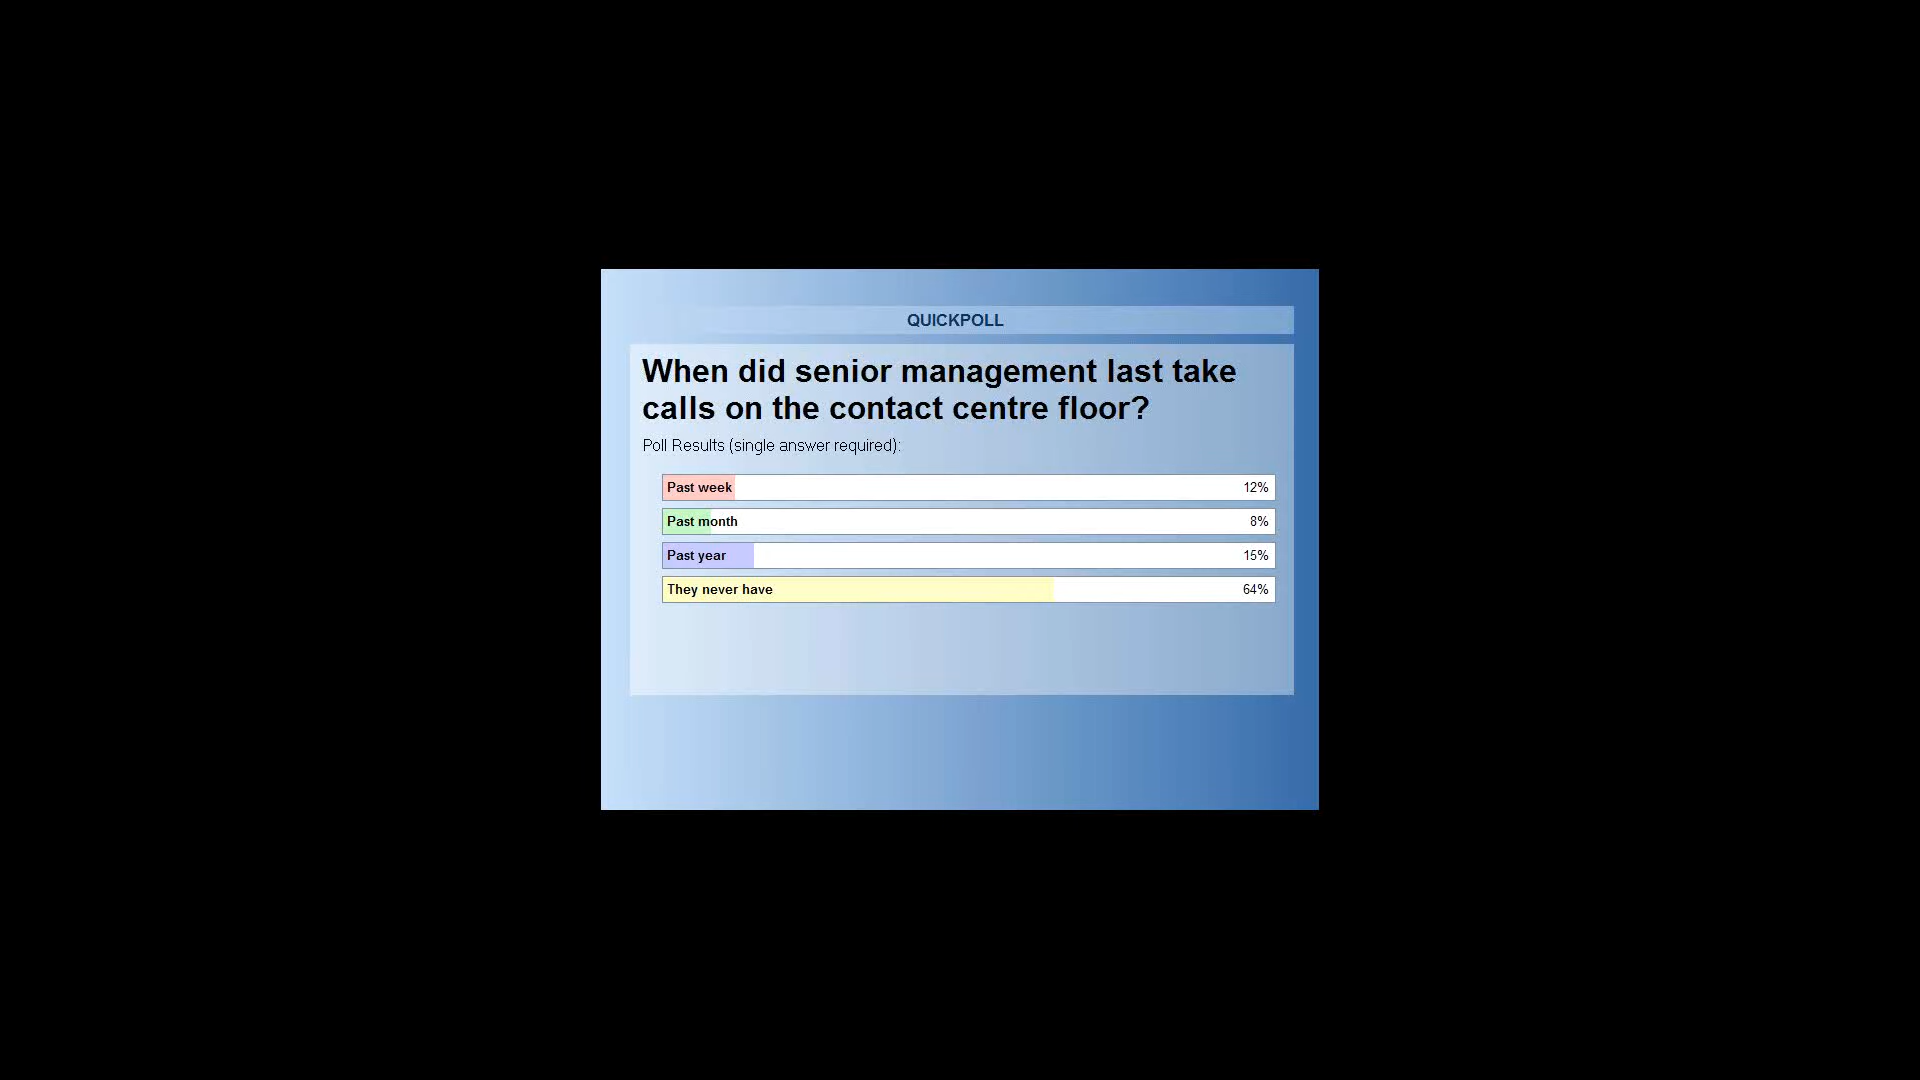 QUICKPOLL
When did senior management last take
calls on the contact centre floor?
Poll Results (single answer required):
Past week 12%
Past month 8%
Past year 15%
They never have 64%